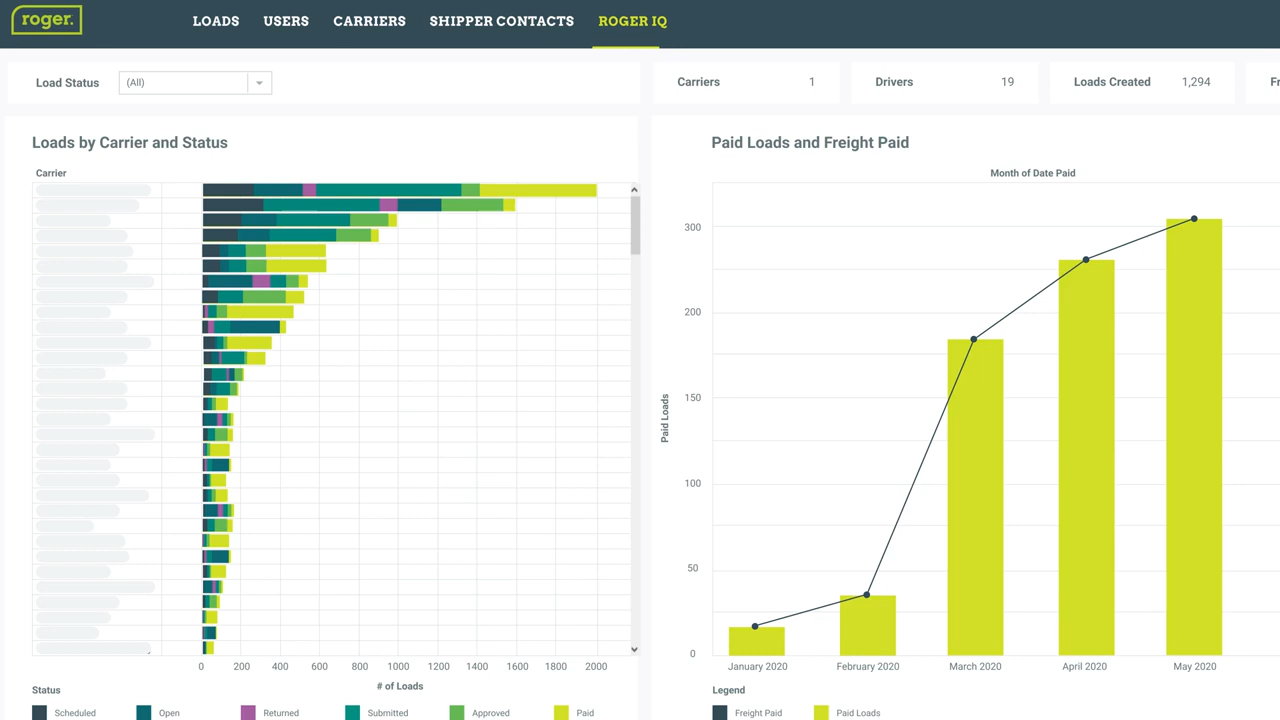 roger.
LOADS USERS CARRIERS SHIPPER CONTACTS ROGER IQ
Load Status (All)
Carriers 1
Drivers 19
Loads Created 1,294
Loads by Carrier and Status
Carrier
0 200 400 600 800 1000 1200 1400 1600 1800 2000
# of Loads
Status
Scheduled Open Returned Submitted Approved Paid
Paid Loads and Freight Paid
Month of Date Paid
Paid Loads
300
200
150
100
50
0
January 2020 February 2020 March 2020 April 2020 May 2020
Legend
Freight Paid Paid Loads